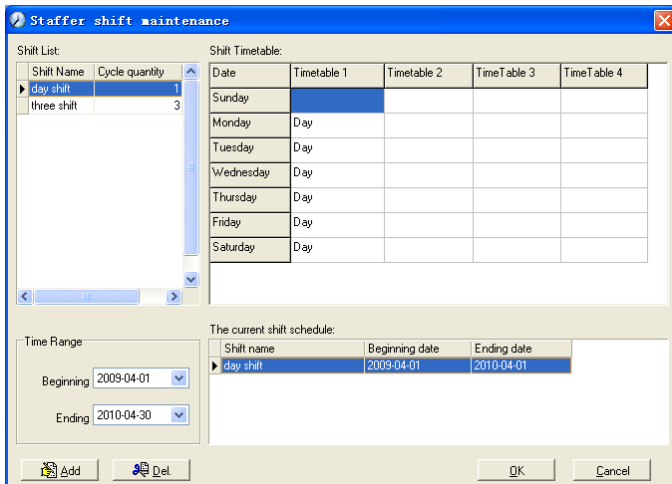 Staffer shift maintenance
Shift List:
Shift Name Cycle quantity
day shift 1
three shift 3
Shift Timetable:
Date Timetable 1 Timetable 2 TimeTable 3 TimeTable 4
Sunday
Monday Day
Tuesday Day
Wednesday Day
Thursday Day
Friday Day
Saturday Day
Time Range
Beginning 2009-04-01
Ending 2010-04-30
The current shift schedule:
Shift name Beginning date Ending date
day shift 2009-04-01 2010-04-01
Add Del. OK Cancel